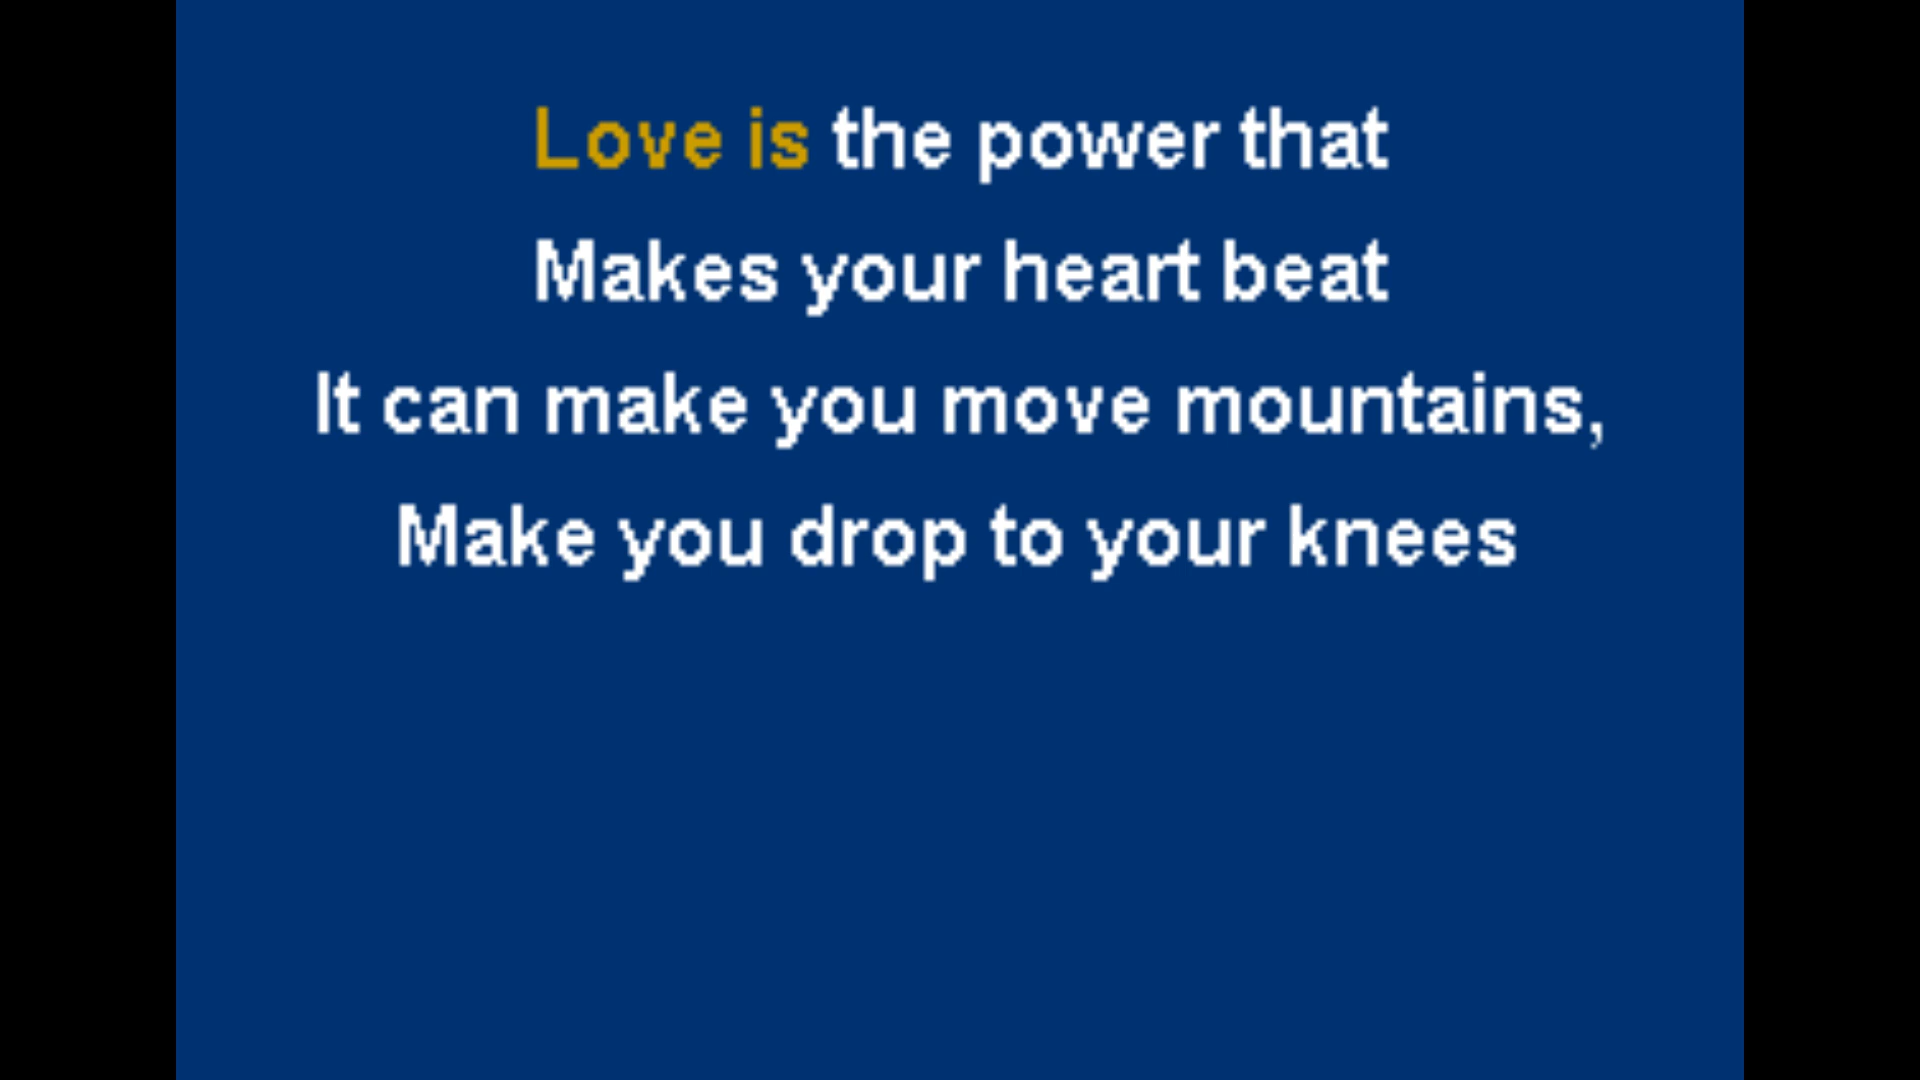 Love is the power that
Makes your heart beat
It can make you move mountains,
Make you drop to your knees